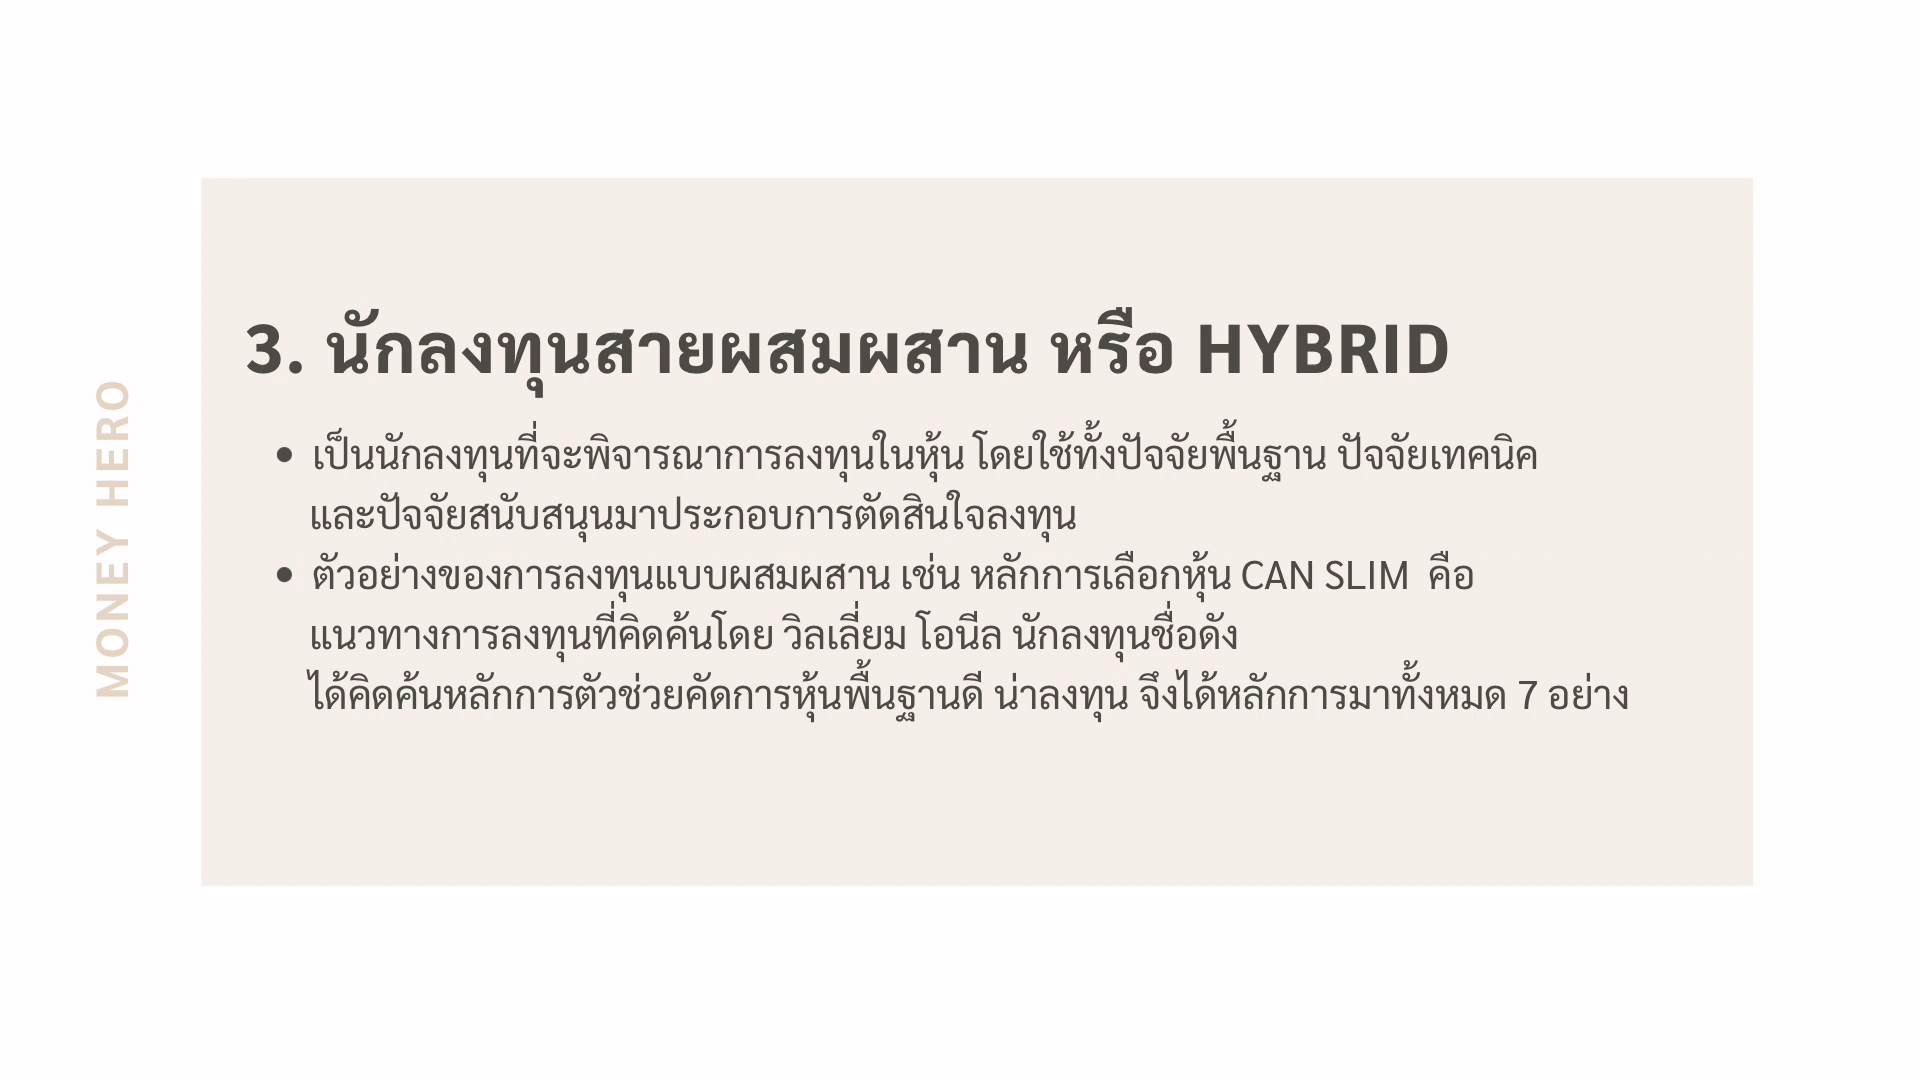 MONEY HERO
3. นักลงทุนสายผสมผสาน หรือ HYBRID
• เป็นนักลงทุนที่จะพิจารณาการลงทุนในหุ้น โดยใช้ทั้งปัจจัยพื้นฐาน ปัจจัยเทคนิค
และปัจจัยสนับสนุนมาประกอบการตัดสินใจลงทุน
• ตัวอย่างของการลงทุนแบบผสมผสาน เช่น หลักการเลือกหุ้น CAN SLIM  คือ
แนวทางการลงทุนที่คิดค้นโดย วิลเลี่ยม โอนีล นักลงทุนชื่อดัง
ได้คิดค้นหลักการตัวช่วยคัดการหุ้นพื้นฐานดี น่าลงทุน จึงได้หลักการมาทั้งหมด 7 อย่าง